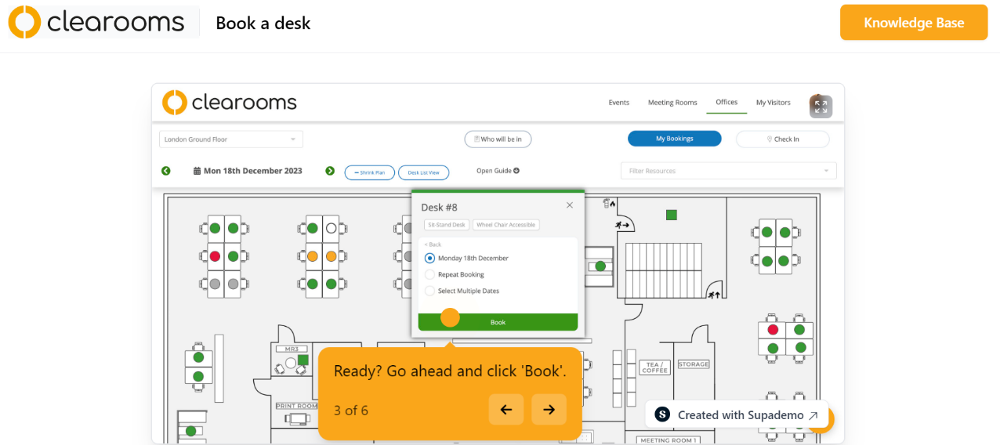 clearooms
Book a desk
Knowledge Base
clearooms
Events
Meeting Rooms
Offices
My Visitors
London Ground Floor
Who will be in
My Bookings
Check In
Mon 18th December 2023
Shrink Plan
Desk List View
Open Guide
Filter Resources
Desk #8
Sit-Stand Desk
Wheel Chair Accessible
< Back
Monday 18th December
Repeat Booking
Select Multiple Dates
Book
MR3
Ready? Go ahead and click 'Book'.
3 of 6
TEA /
COFFEE
STORAGE
PRINT ROOM
S
Created with Supademo
MEETING ROOM 1